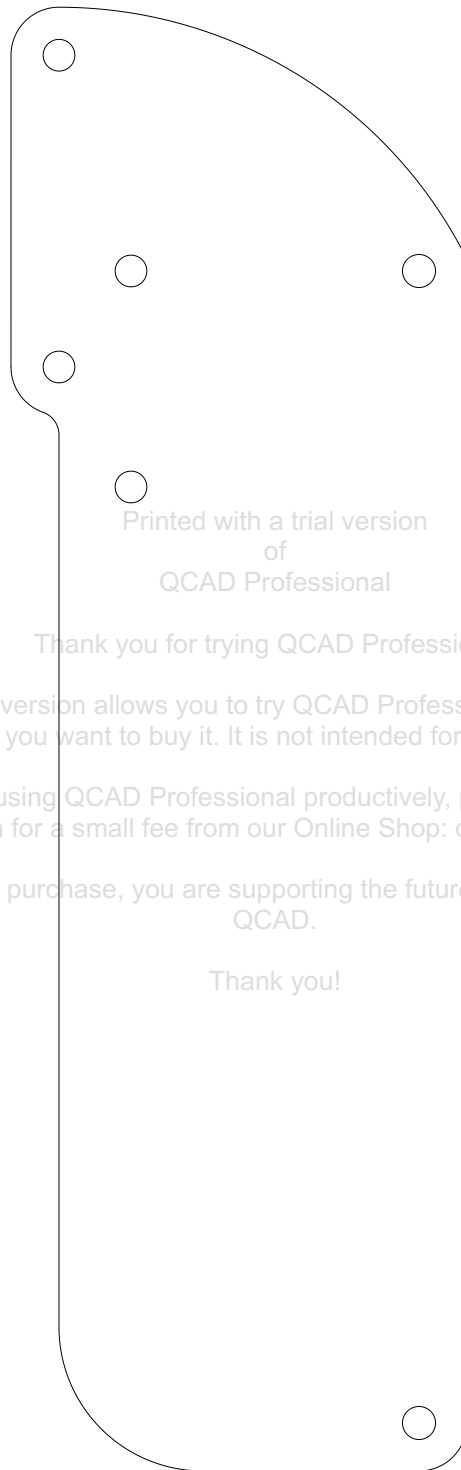 Printed with a trial version
of
QCAD Professional
Thank you for trying QCAD
version allows you to try QCAD
you want to buy it. It is not intended for
using QCAD Professional productively,
for a small fee from our Online Shop:
purchase, you are supporting the future
QCAD.
Thank you!